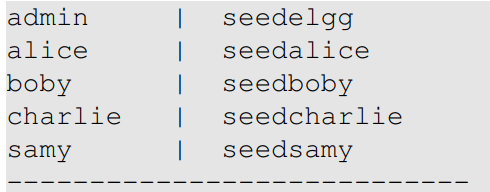 admin    |  seedelgg
alice    |  seedalice
boby     |  seedboby
charlie  |  seedcharlie
samy     |  seedsamy
----------------------------